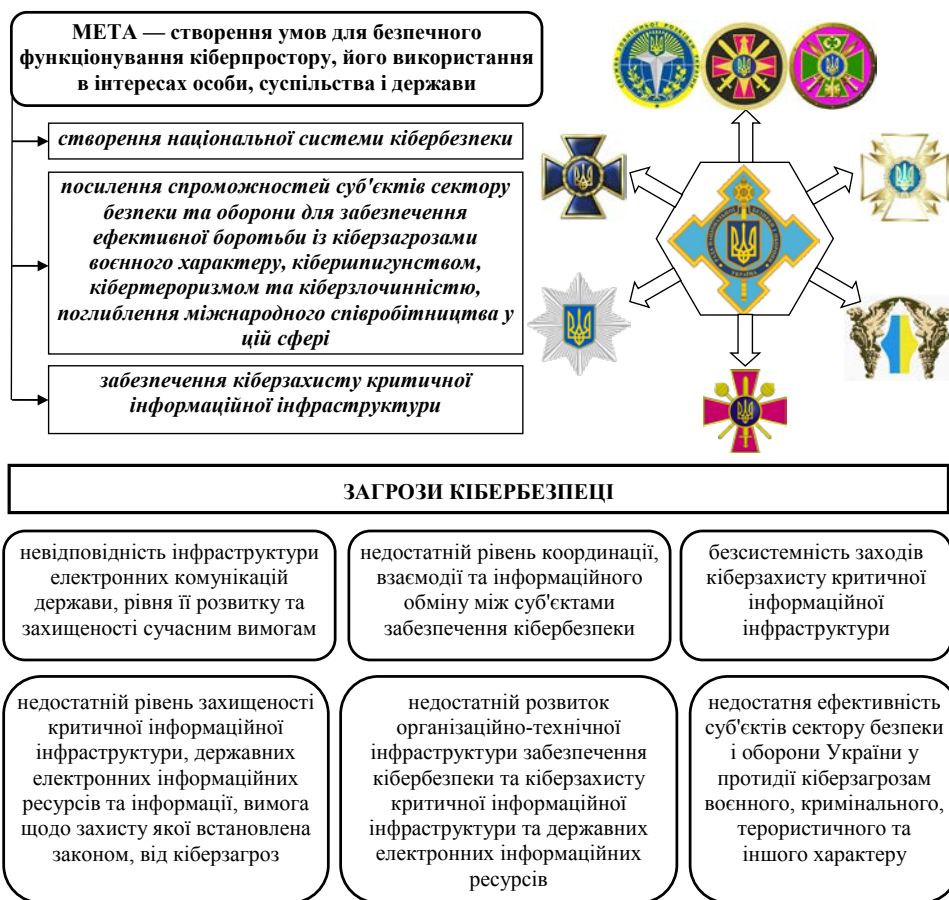 МЕТА — створення умов для безпечного
функціонування кіберпростору, його використання
в інтересах особи, суспільства і держави
створення національної системи кібербезпеки
посилення спроможностей суб'єктів сектору
безпеки та оборони для забезпечення
ефективної боротьби із кіберзагрозами
воєнного характеру, кібершпигунством,
кібертероризмом та кіберзлочинністю,
поглиблення міжнародного співробітництва у
цій сфері
забезпечення кіберзахисту критичної
інформаційної інфраструктури
ЗАГРОЗИ КІБЕРБЕЗПЕЦІ
невідповідність інфраструктури
електронних комунікацій
держави, рівня її розвитку та
захищеності сучасним вимогам
недостатній рівень координації,
взаємодії та інформаційного
обміну між суб'єктами
забезпечення кібербезпеки
безсистемність заходів
кіберзахисту критичної
інформаційної
інфраструктури
недостатній рівень захищеності
критичної інформаційної
інфраструктури, державних
електронних інформаційних
ресурсів та інформації, вимога
щодо захисту якої встановлена
законом, від кіберзагроз
недостатній розвиток
організаційно-технічної
інфраструктури забезпечення
кібербезпеки та кіберзахисту
критичної інформаційної
інфраструктури та державних
електронних інформаційних
ресурсів
недостатня ефективність
суб'єктів сектору безпеки
і оборони України у
протидії кіберзагрозам
воєнного, кримінального,
терористичного та
іншого характеру